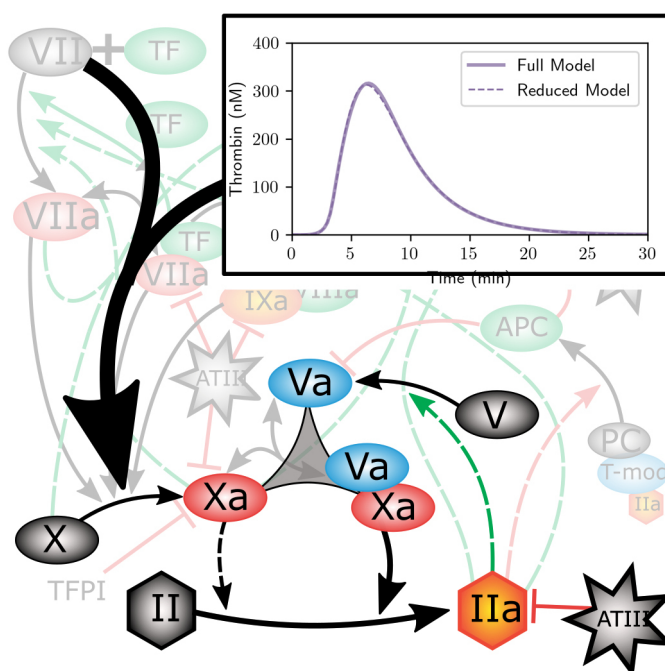 VII + TF
TF
VIIa
TF
VIIa
IXa
VIIIa
ATIII
400
300
200
100
0
Thrombin (nM)
Full Model
Reduced Model
0 5 10 15 20 25 30
Time (min)
APC
PC
T-mod
IIa
Va
V
Va
Xa
Xa
X
TFPI
II
IIa
ATIII